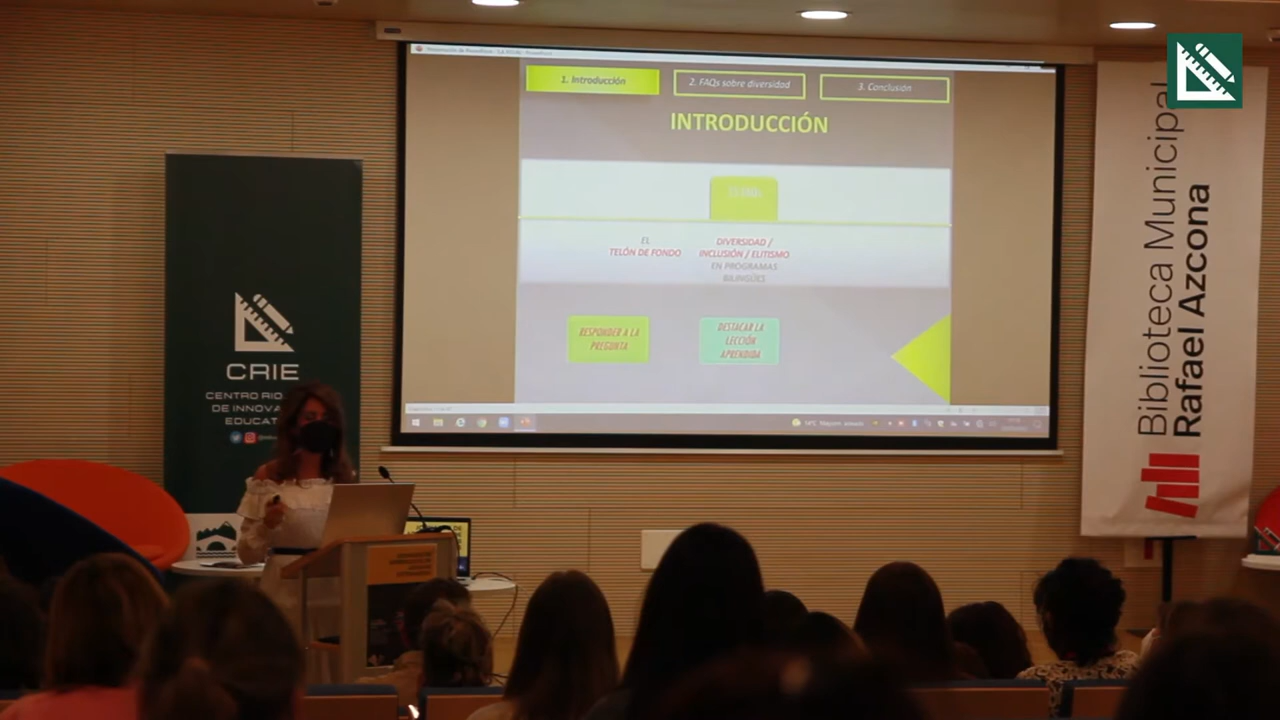 1. Introducción
2. FAQs sobre diversidad
3. Conclusión
INTRODUCCIÓN
EL
TELÓN DE FONDO
DIVERSIDAD /
INCLUSIÓN / ELITISMO
EN PROGRAMAS
BILINGÜES
RESPONDER A LA
PREGUNTA
DESTACAR LA
LECCIÓN
APRENDIDA
CRIE
CENTRO RIO
DE INNOVA
EDUCAT
Biblioteca Municipal
Rafael Azcona